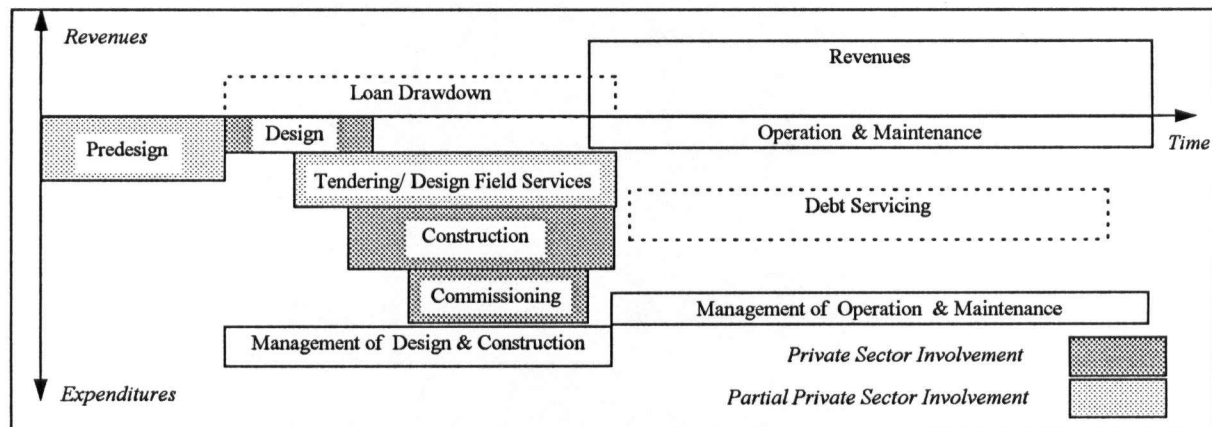 Revenues
Revenues
Loan Drawdown
Design
Operation & Maintenance
Time
Predesign
Tendering/ Design Field Services
Debt Servicing
Construction
Commissioning
Management of Operation & Maintenance
Management of Design & Construction
Private Sector Involvement
Expenditures
Partial Private Sector Involvement